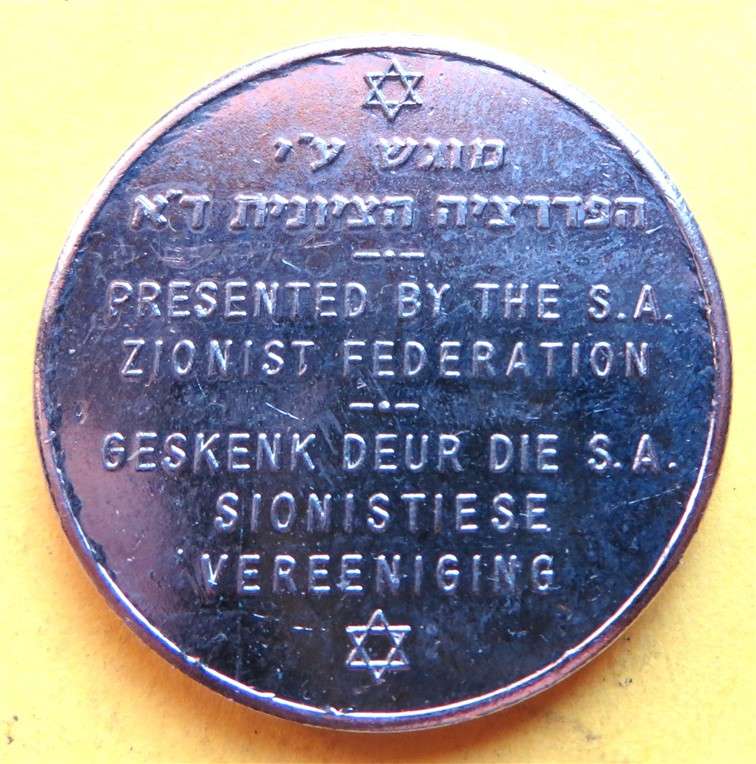 מוגש ע"י
הפדרציה הציונית ד"א
PRESENTED BY THE S.A.
ZIONIST FEDERATION
GESKENK DEUR DIE S.A.
SIONISTIESE
VEREENIGING